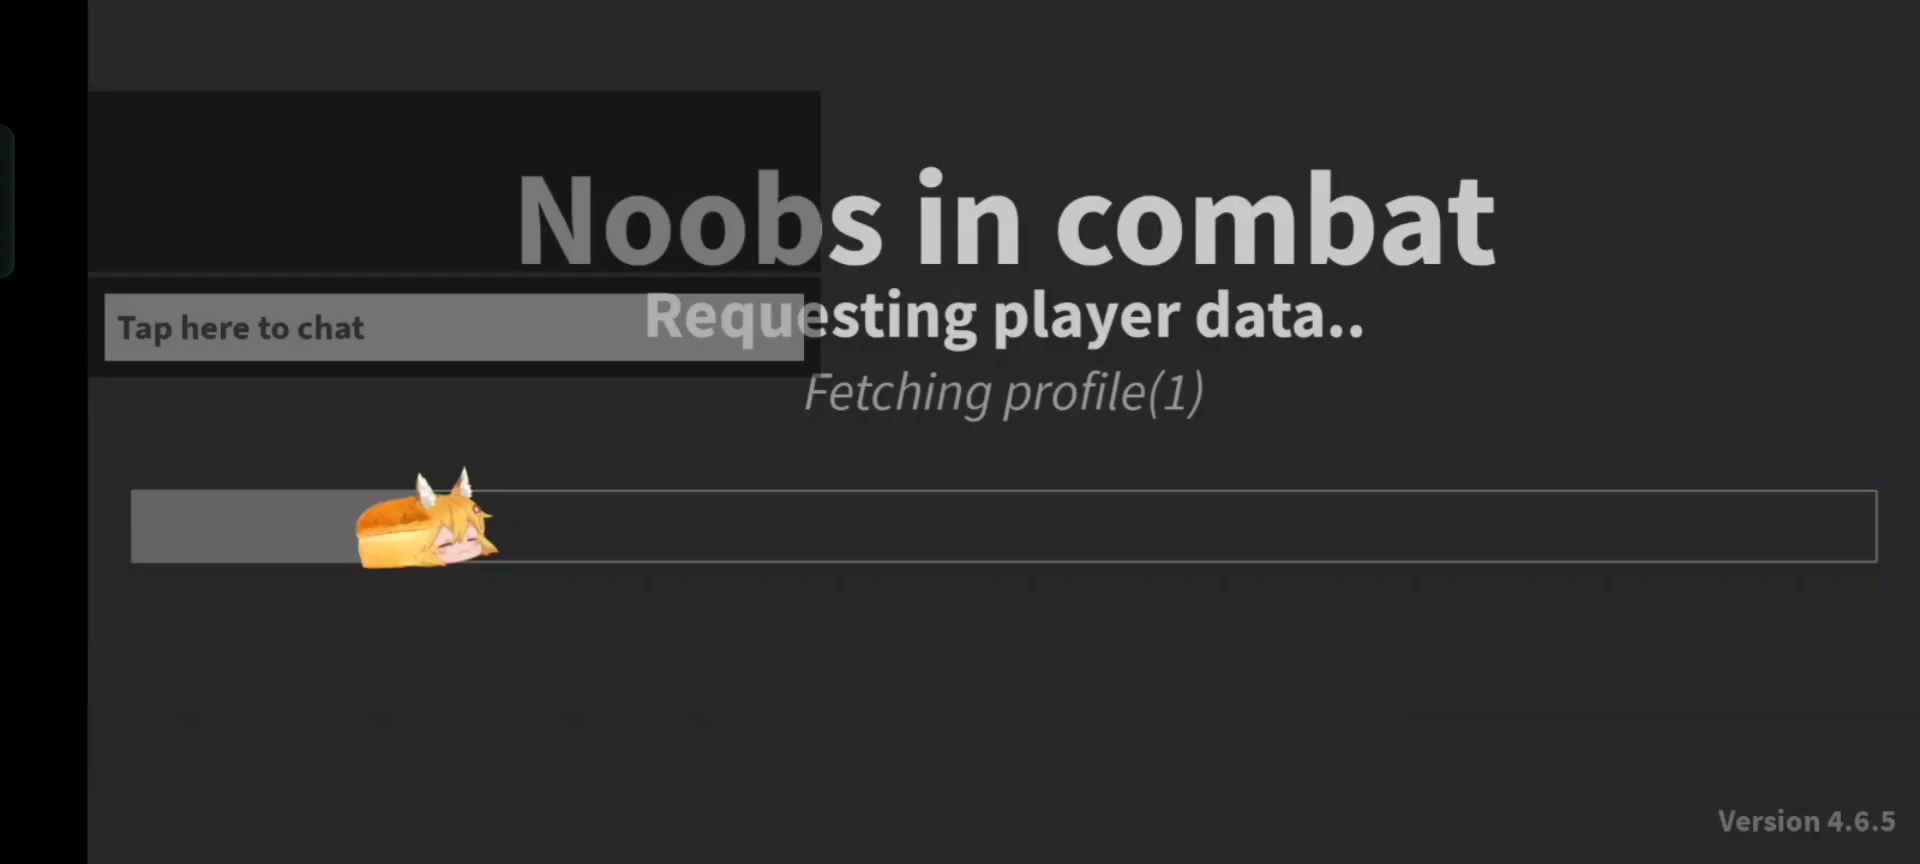 Noobs in combat
Requesting player data..
Tap here to chat
Fetching profile(1)
Version 4.6.5